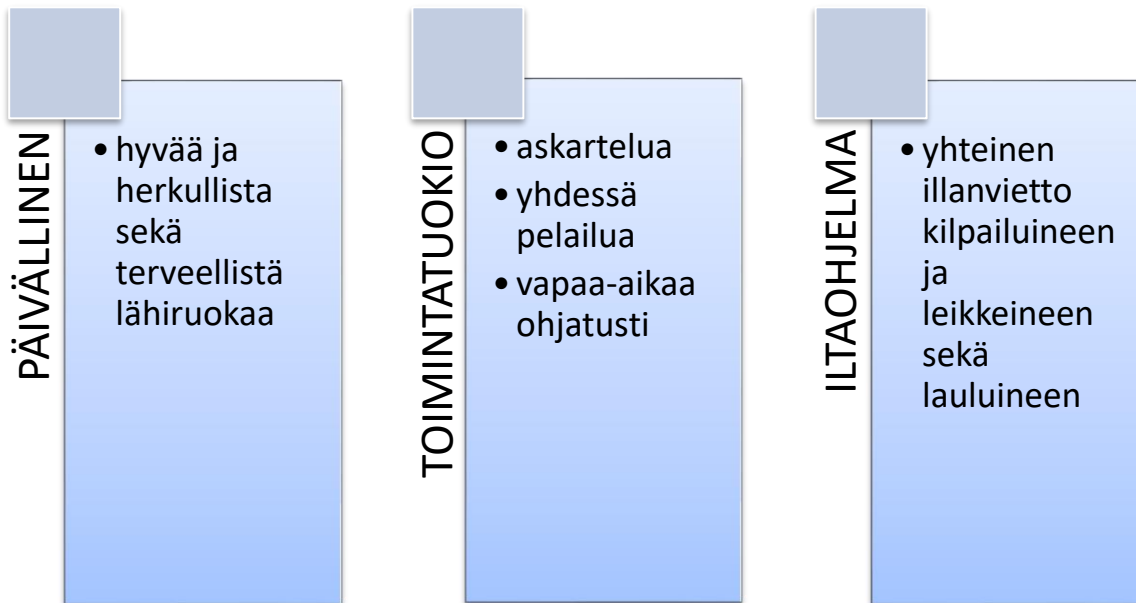 PÄIVÄLLINEN
• hyvää ja
herkullista
sekä
terveellistä
lähiruokaa
TOIMINTATUOKIO
• askartelua
• yhdessä
pelailua
• vapaa-aikaa
ohjatusti
ILTAOHJELMA
• yhteinen
illanvietto
kilpailuineen
ja
leikkeineen
sekä
lauluineen